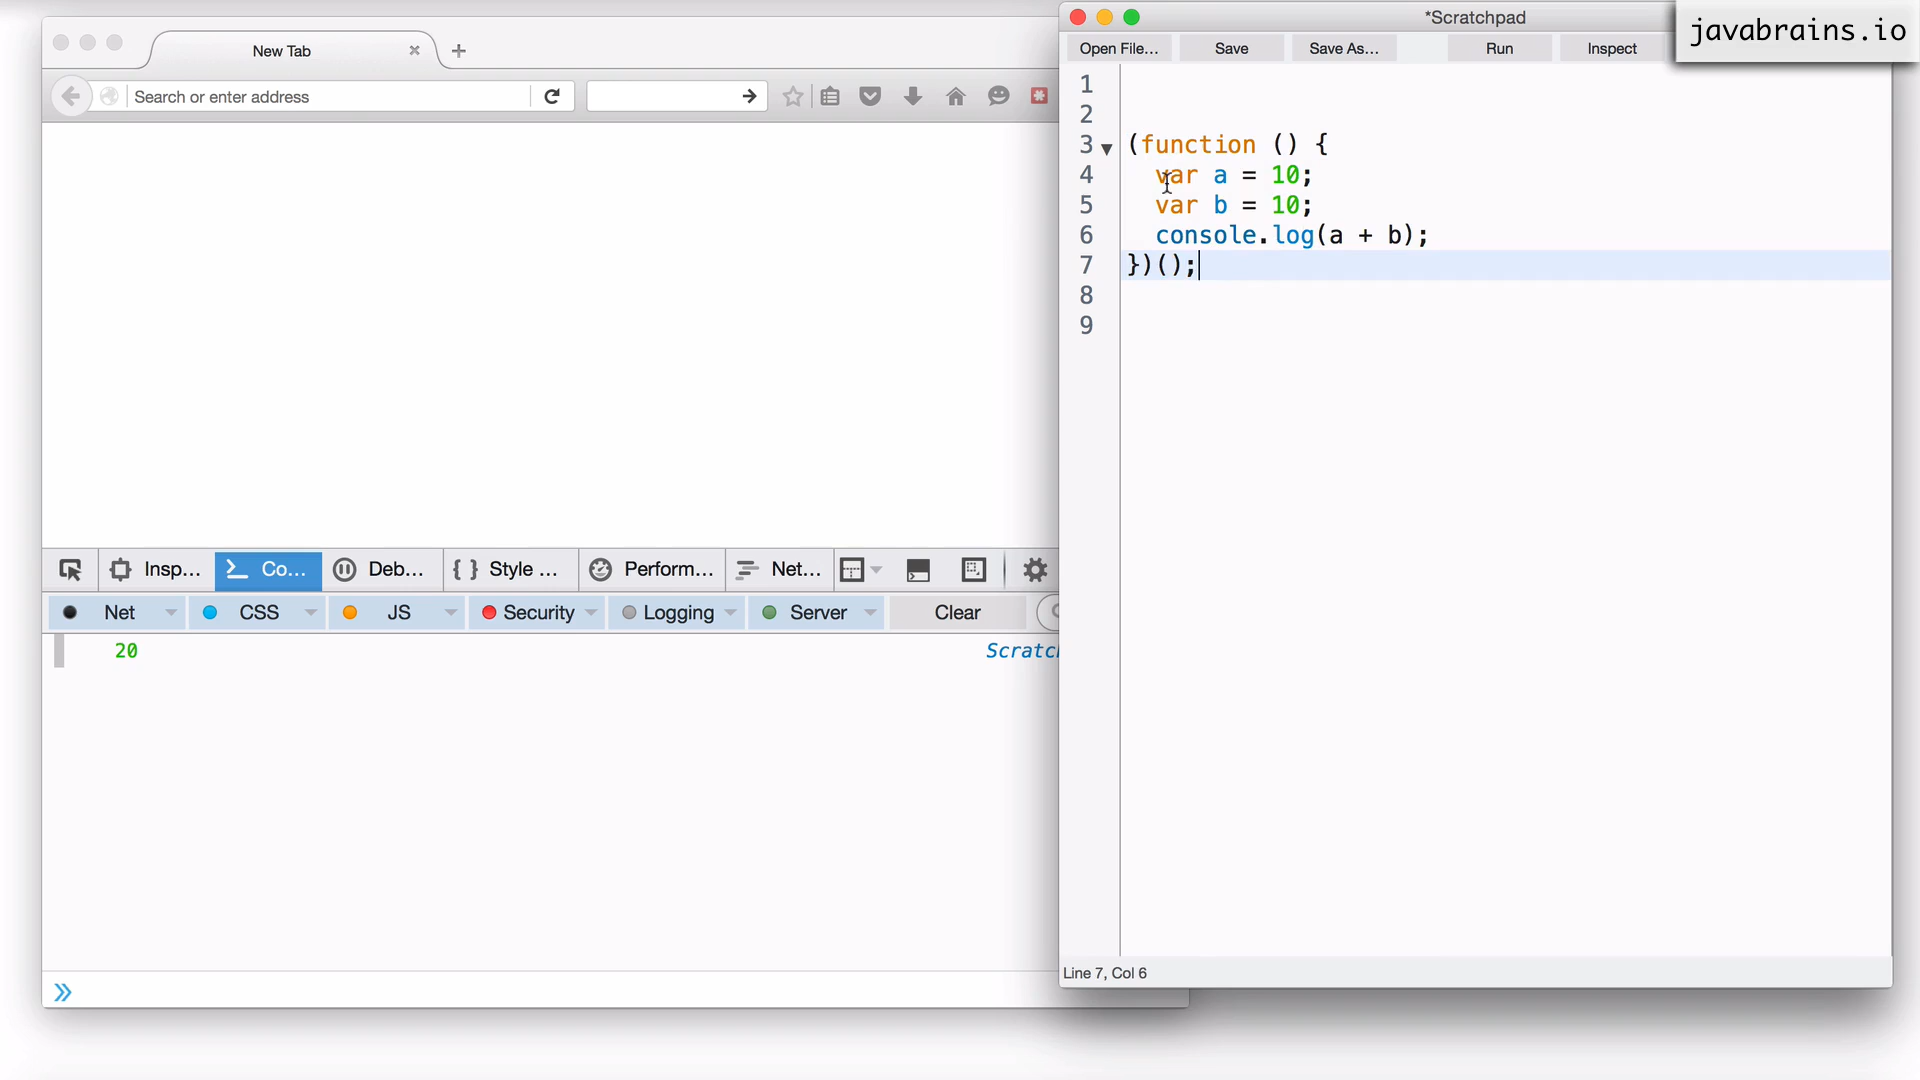 *Scratchpad
javabrains.io
New Tab
Open File...
Save
Save As...
Run
Inspect
Search or enter address
1
2
3 (function () {
4 var a = 10;
5 var b = 10;
6 console.log(a + b);
7 })();
8
9
Insp...
Co...
Deb...
Style ...
Perform...
Net...
Net
CSS
JS
Security
Logging
Server
Clear
20
Scratch
Line 7, Col 6